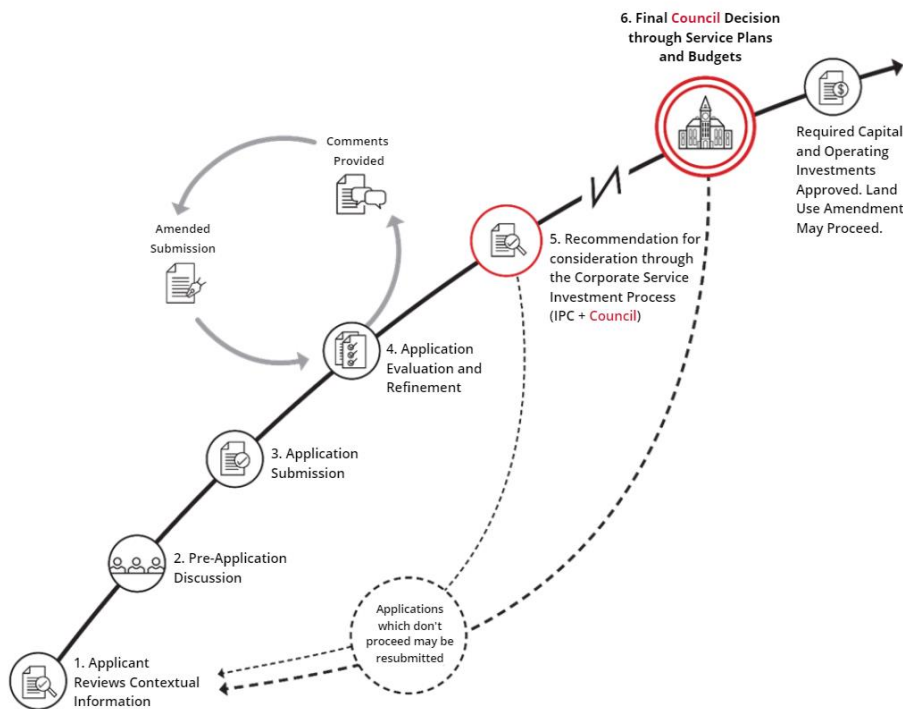 6. Final Council Decision
through Service Plans
and Budgets
Required Capital
and Operating
Investments
Approved. Land
Use Amendment
May Proceed.
Comments
Provided
Amended
Submission
5. Recommendation for
consideration through
the Corporate Service
Investment Process
(IPC + Council)
4. Application
Evaluation and
Refinement
3. Application
Submission
2. Pre-Application
Discussion
Applications
which don't
proceed may be
resubmitted
1. Applicant
Reviews Contextual
Information
$